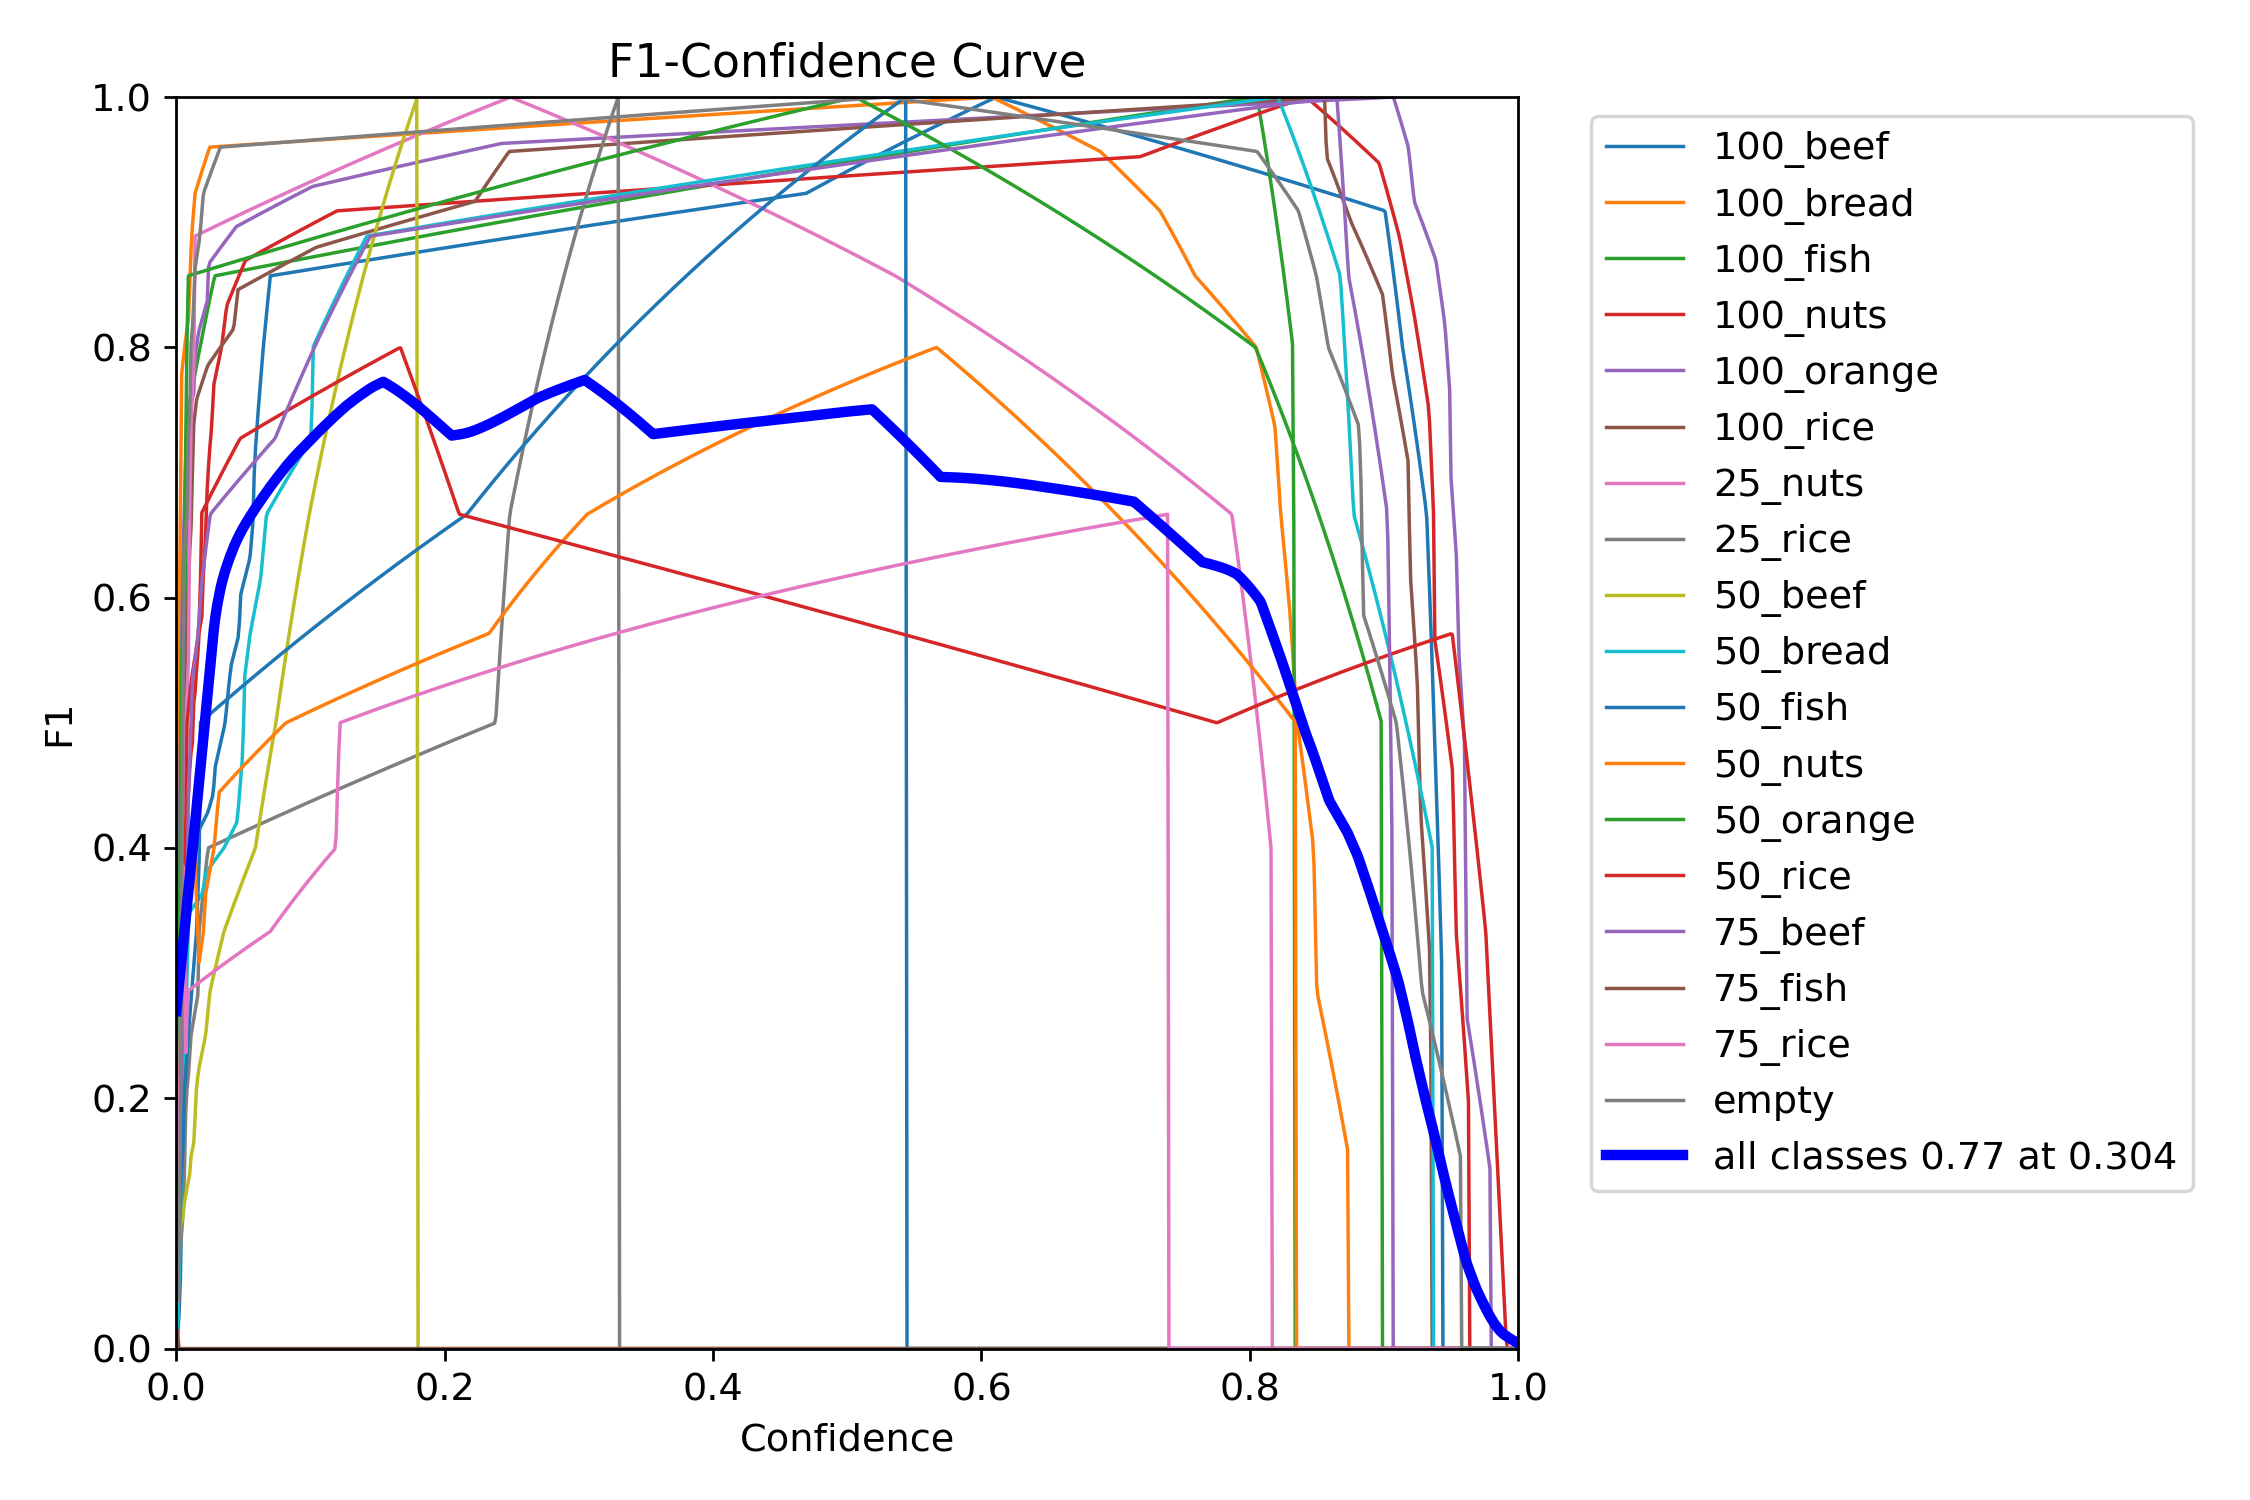 F1-Confidence Curve
1.0
0.8
0.6
0.4
0.2
0.0
F1
0.0 0.2 0.4 0.6 0.8 1.0
Confidence
100_beef
100_bread
100_fish
100_nuts
100_orange
100_rice
25_nuts
25_rice
50_beef
50_bread
50_fish
50_nuts
50_orange
50_rice
75_beef
75_fish
75_rice
empty
all classes 0.77 at 0.304